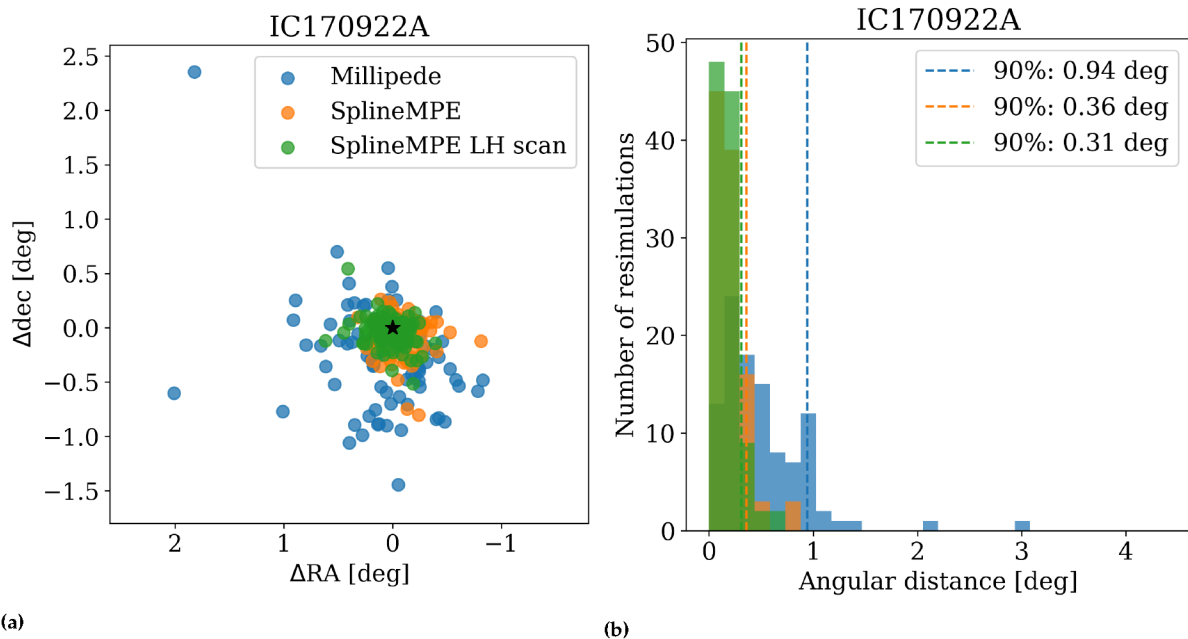 IC170922A
Millipede
SplineMPE
SplineMPE LH scan
2.5
2.0
1.5
1.0
0.5
0.0
−0.5
−1.0
−1.5
Δdec [deg]
2
1
0
−1
ΔRA [deg]
(a)
IC170922A
90%: 0.94 deg
90%: 0.36 deg
90%: 0.31 deg
50
40
30
20
10
0
Number of resimulations
0
1
2
3
4
Angular distance [deg]
(b)